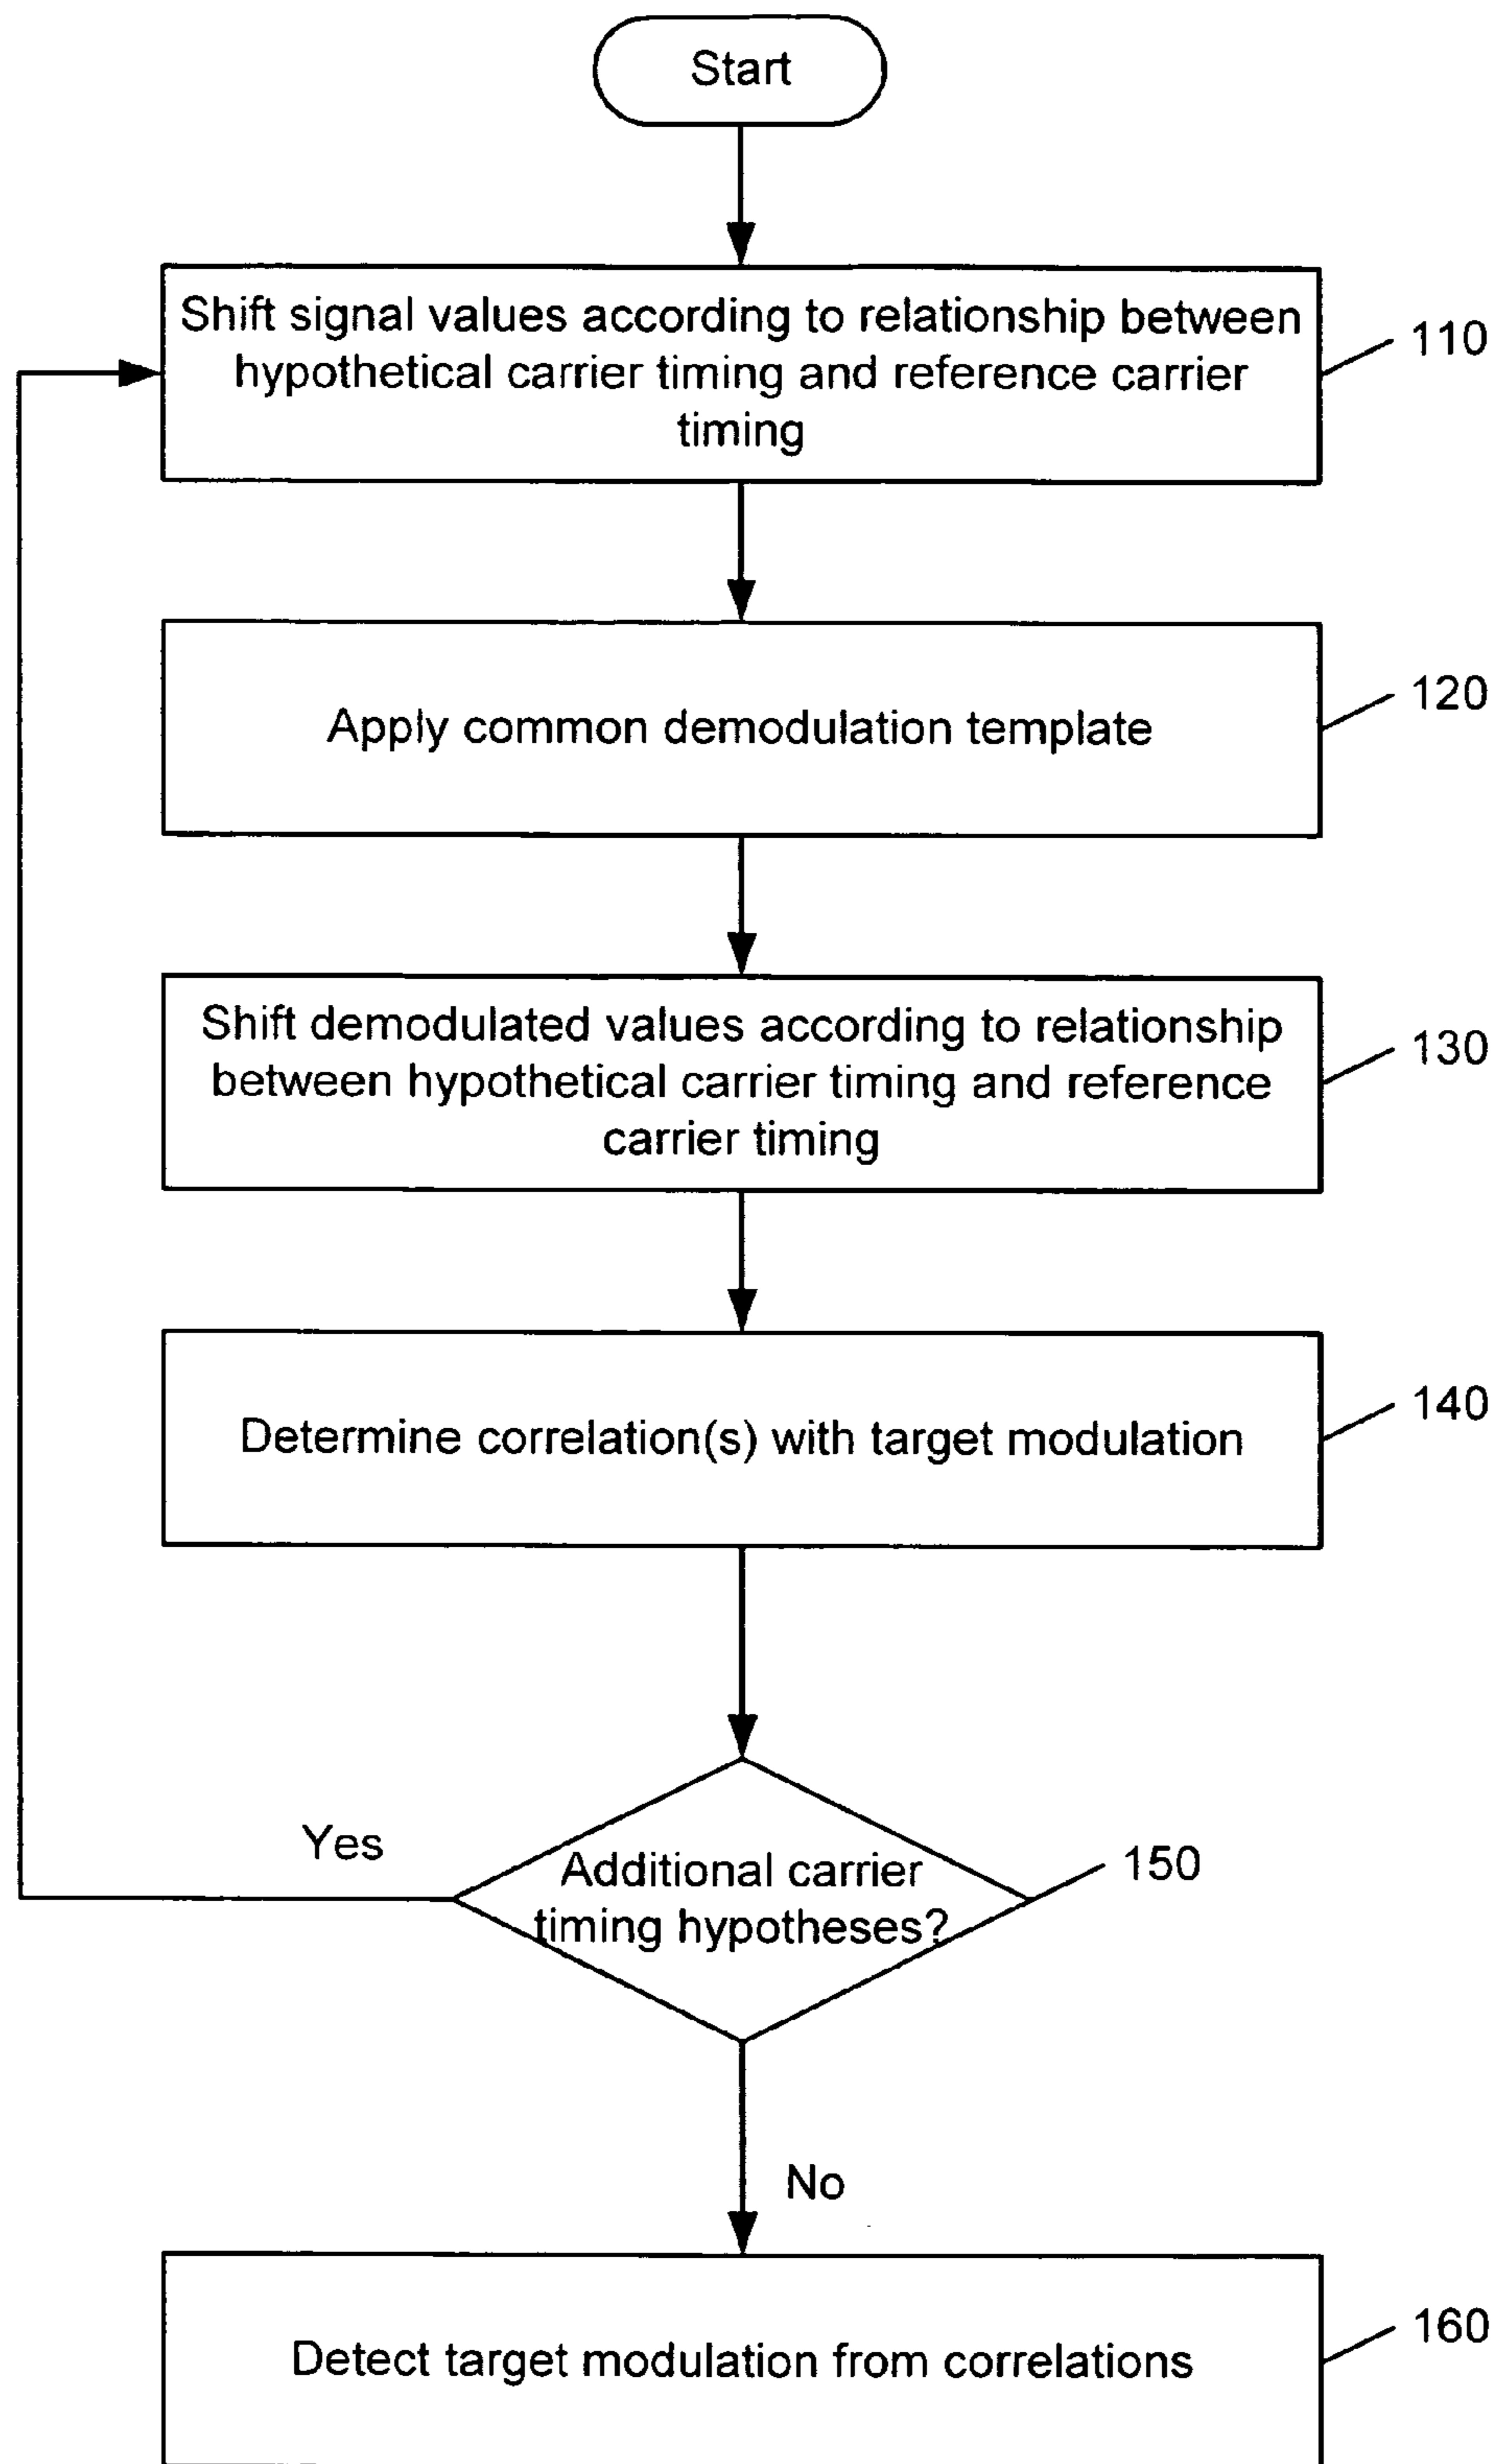 Start
Shift signal values according to relationship between
hypothetical carrier timing and reference carrier
timing
110
Apply common demodulation template
120
Shift demodulated values according to relationship
between hypothetical carrier timing and reference
carrier timing
130
Determine correlation(s) with target modulation
140
Yes
Additional carrier
timing hypotheses?
150
No
Detect target modulation from correlations
160